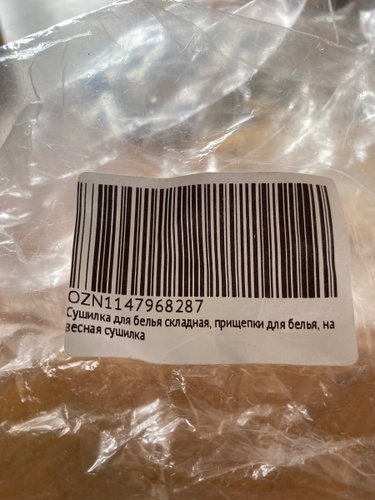 OZN1147968287
Сушилка для белья складная, прищепки для белья, на
весная сушилка